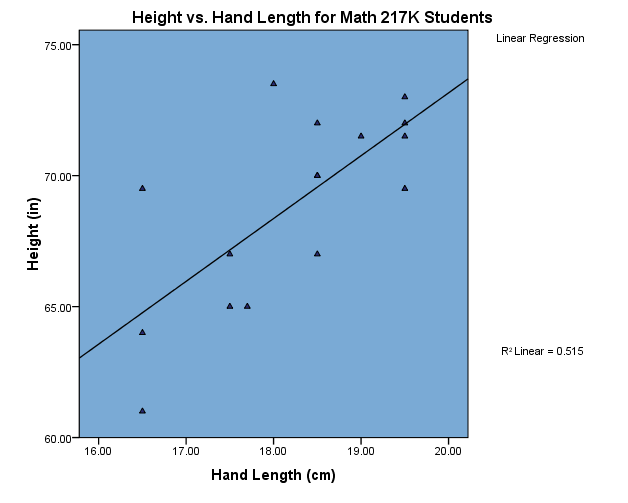 Height vs. Hand Length for Math 217K Students
Linear Regression
75.00
70.00
65.00
60.00
Height (in)
R² Linear = 0.515
16.00 17.00 18.00 19.00 20.00
Hand Length (cm)